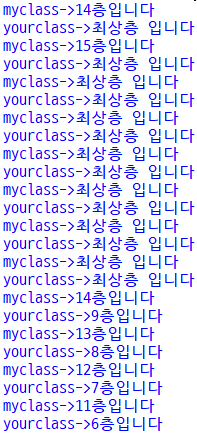 myclass->14층입니다
yourclass->최상층 입니다
myclass->15층입니다
yourclass->최상층 입니다
myclass->최상층 입니다
yourclass->최상층 입니다
myclass->최상층 입니다
yourclass->최상층 입니다
myclass->최상층 입니다
yourclass->최상층 입니다
myclass->최상층 입니다
yourclass->최상층 입니다
myclass->최상층 입니다
yourclass->최상층 입니다
myclass->최상층 입니다
yourclass->최상층 입니다
myclass->14층입니다
yourclass->9층입니다
myclass->13층입니다
yourclass->8층입니다
myclass->12층입니다
yourclass->7층입니다
myclass->11층입니다
yourclass->6층입니다